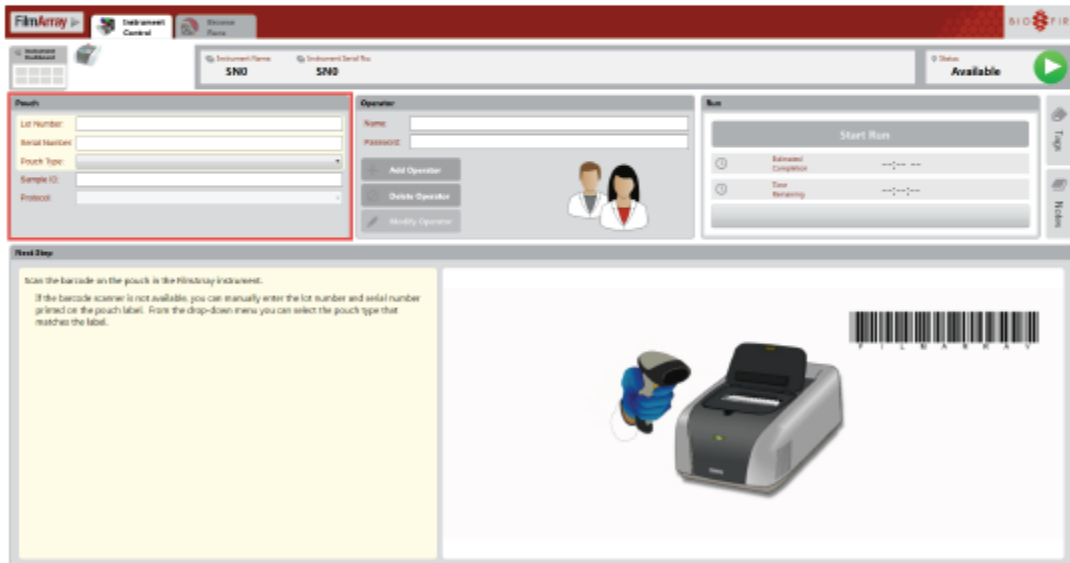 FilmArray
Instrument
Control
Browse
Runs
BIOFIRE
Instrument
Dashboard
Instrument Name
SN0
Instrument Serial No.
SN0
Status
Available
Pouch
Lot Number:
Serial Number:
Pouch Type:
Sample ID:
Protocol:
Operator
Name:
Password:
Add Operator
Delete Operator
Modify Operator
Run
Start Run
Estimated
Completion
--:-- --
Time
Remaining
--:--:--
Tags
Notes
Next Step
Scan the barcode on the pouch in the FilmArray instrument.
If the barcode scanner is not available, you can manually enter the lot number and serial number
printed on the pouch label. From the drop-down menu you can select the pouch type that
matches the label.
F I L M A R R A Y